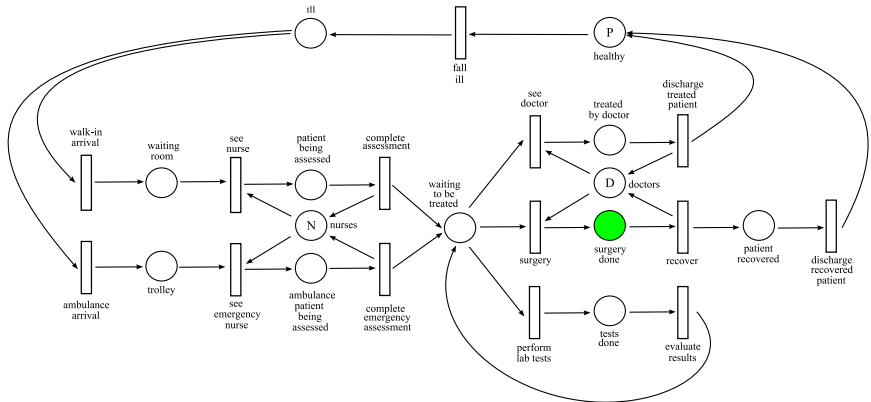 ill
P
healthy
fall
ill
walk-in
arrival
waiting
room
see
nurse
patient
being
assessed
complete
assessment
waiting
to be
treated
see
doctor
treated
by doctor
discharge
treated
patient
N
nurses
D
doctors
ambulance
arrival
trolley
see
emergency
nurse
ambulance
patient
being
assessed
complete
emergency
assessment
surgery
surgery
done
recover
patient
recovered
discharge
recovered
patient
perform
lab tests
tests
done
evaluate
results